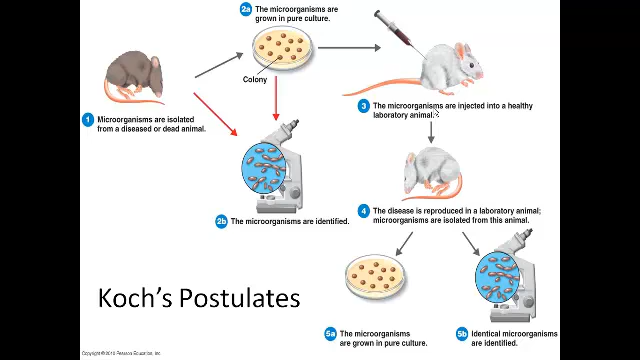 2a The microorganisms are
grown in pure culture.
Colony
1 Microorganisms are isolated
from a diseased or dead animal.
3 The microorganisms are injected into a healthy
laboratory animal.
2b The microorganisms are identified.
4 The disease is reproduced in a laboratory animal;
microorganisms are isolated from this animal.
Koch's Postulates
5a The microorganisms
are grown in pure culture.
5b Identical microorganisms
are identified.
Copyright © 2010 Pearson Education, Inc.